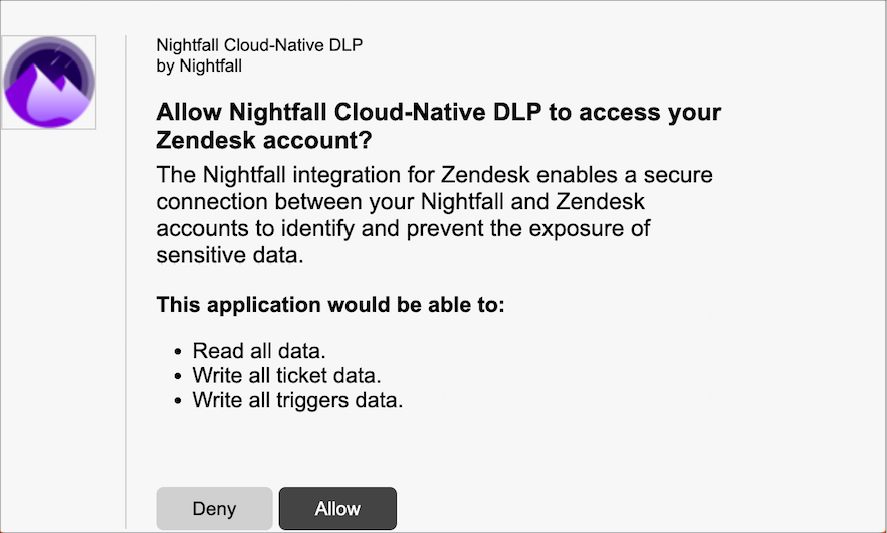 Nightfall Cloud-Native DLP
by Nightfall
Allow Nightfall Cloud-Native DLP to access your
Zendesk account?
The Nightfall integration for Zendesk enables a secure
connection between your Nightfall and Zendesk
accounts to identify and prevent the exposure of
sensitive data.
This application would be able to:
• Read all data.
• Write all ticket data.
• Write all triggers data.
Deny Allow